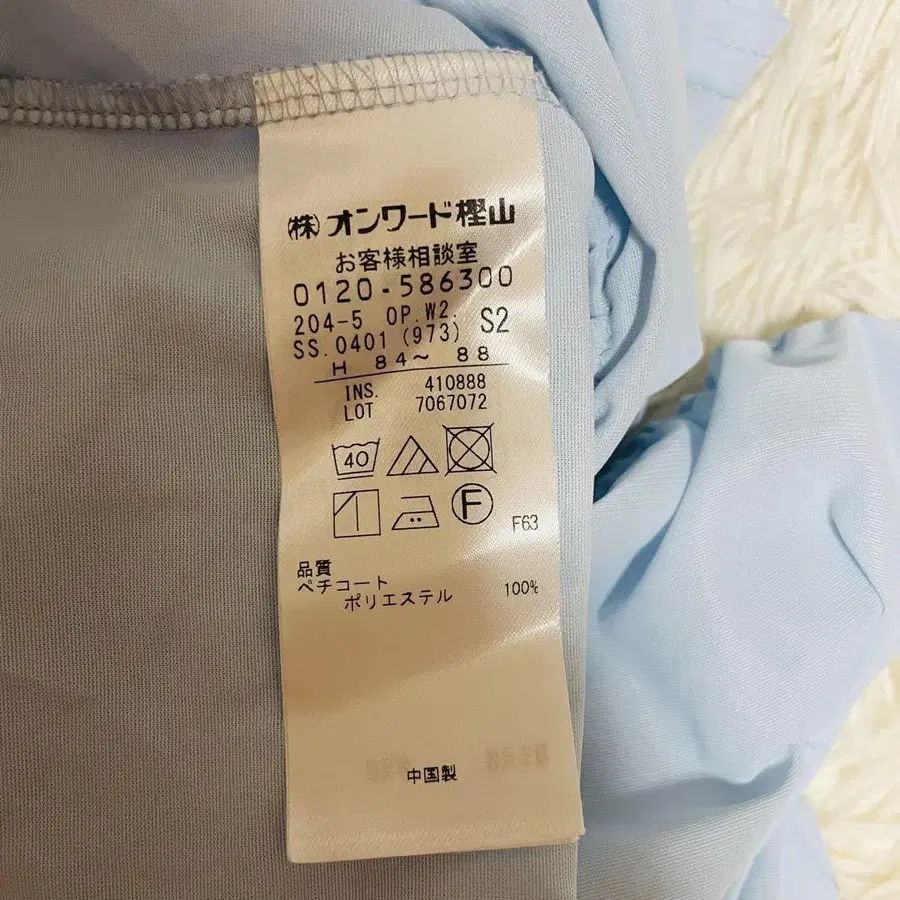 ㈱オンワード樫山
お客様相談室
0120-586300
204-5 OP.W2.
SS.0401 (973) S2
H 84～ 88
INS. 410888
LOT 7067072
40
F
F63
品質
ペチコート
ポリエステル 100%
中国製